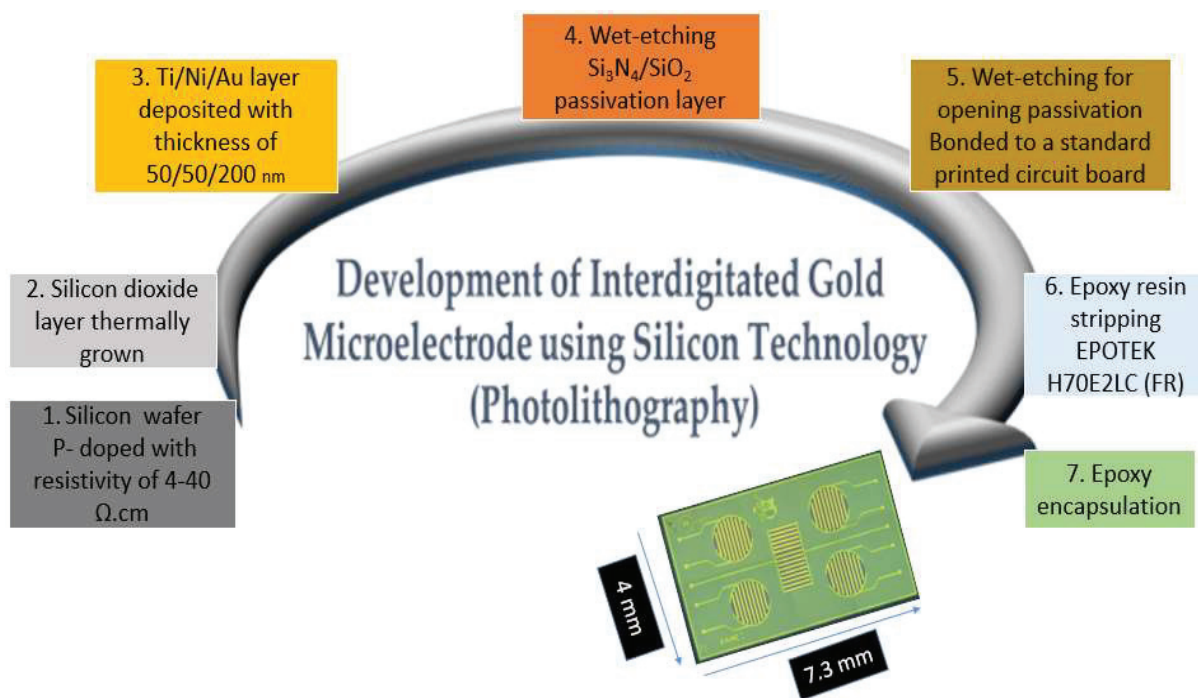 1. Silicon wafer
P- doped with
resistivity of 4-40
Ω.cm
2. Silicon dioxide
layer thermally
grown
3. Ti/Ni/Au layer
deposited with
thickness of
50/50/200 nm
4. Wet-etching
Si₃N₄/SiO₂
passivation layer
5. Wet-etching for
opening passivation
Bonded to a standard
printed circuit board
6. Epoxy resin
stripping
EPOTEK
H70E2LC (FR)
7. Epoxy
encapsulation
Development of Interdigitated Gold
Microelectrode using Silicon Technology
(Photolithography)
4 mm
7.3 mm